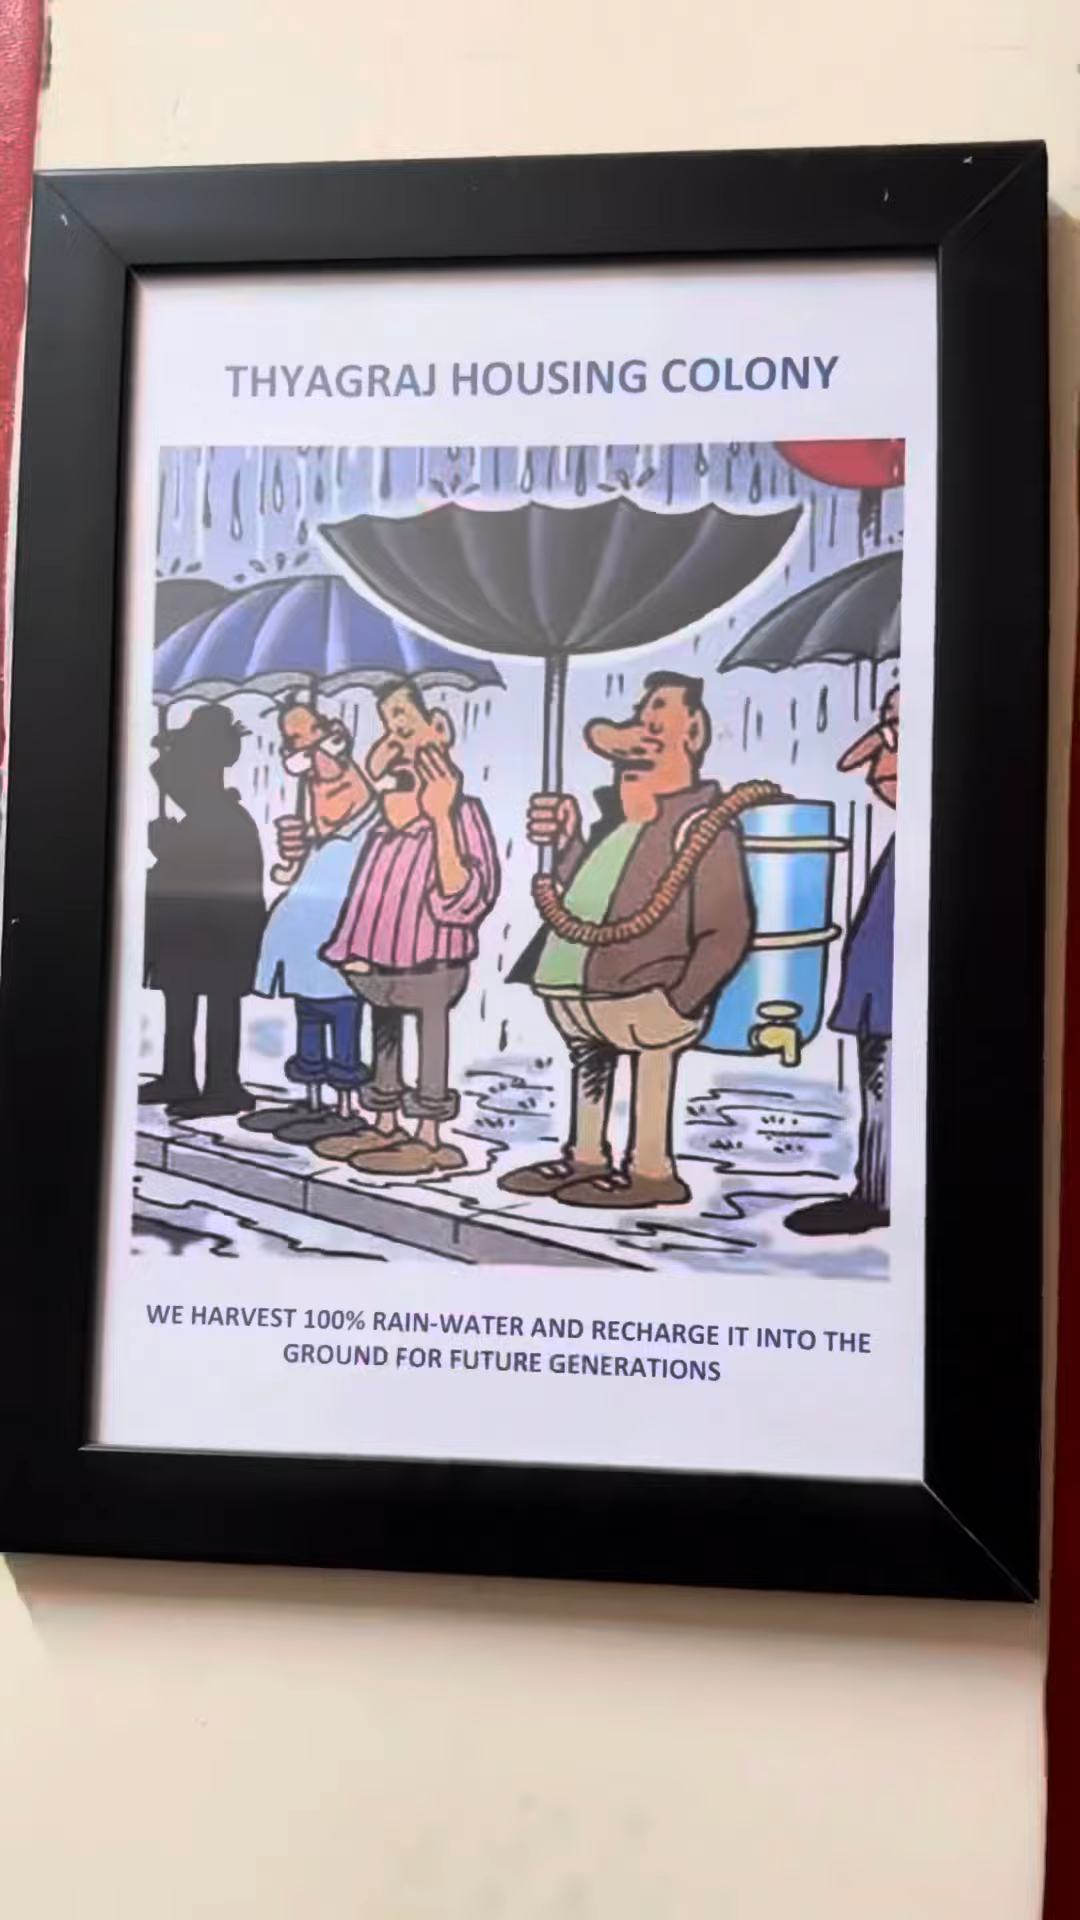 THYAGRAJ HOUSING COLONY
WE HARVEST 100% RAIN-WATER AND RECHARGE IT INTO THE
GROUND FOR FUTURE GENERATIONS